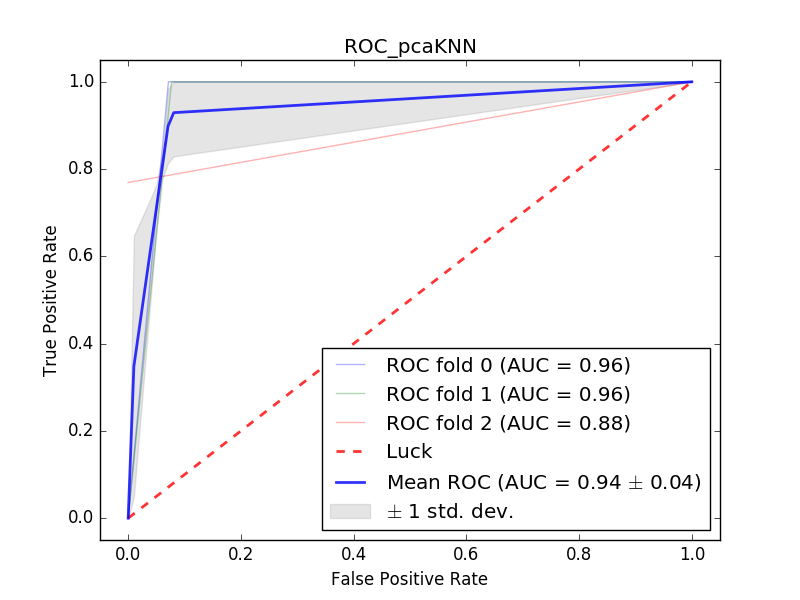 ROC_pcaKNN
True Positive Rate
1.0
0.8
0.6
0.4
0.2
0.0
ROC fold 0 (AUC = 0.96)
ROC fold 1 (AUC = 0.96)
ROC fold 2 (AUC = 0.88)
Luck
Mean ROC (AUC = 0.94 ± 0.04)
± 1 std. dev.
0.0 0.2 0.4 0.6 0.8 1.0
False Positive Rate